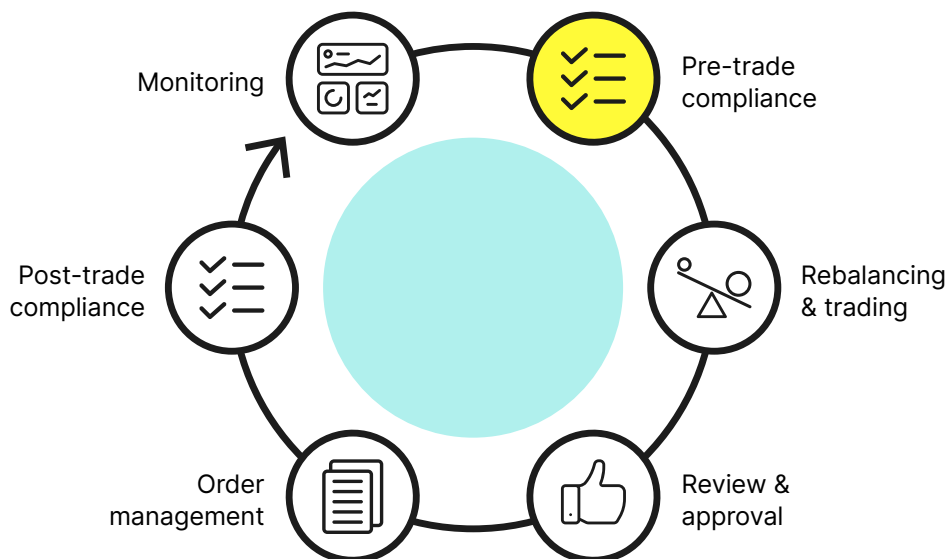 Monitoring
Pre-trade
compliance
Rebalancing
& trading
Review &
approval
Order
management
Post-trade
compliance